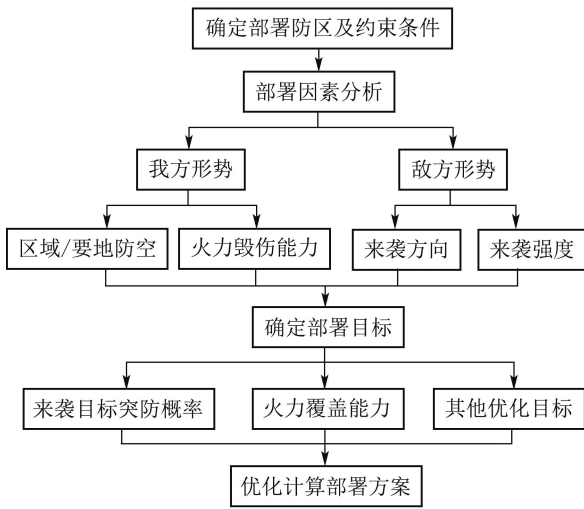 确定部署防区及约束条件
部署因素分析
我方形势
敌方形势
区域/要地防空
火力毁伤能力
来袭方向
来袭强度
确定部署目标
来袭目标突防概率
火力覆盖能力
其他优化目标
优化计算部署方案